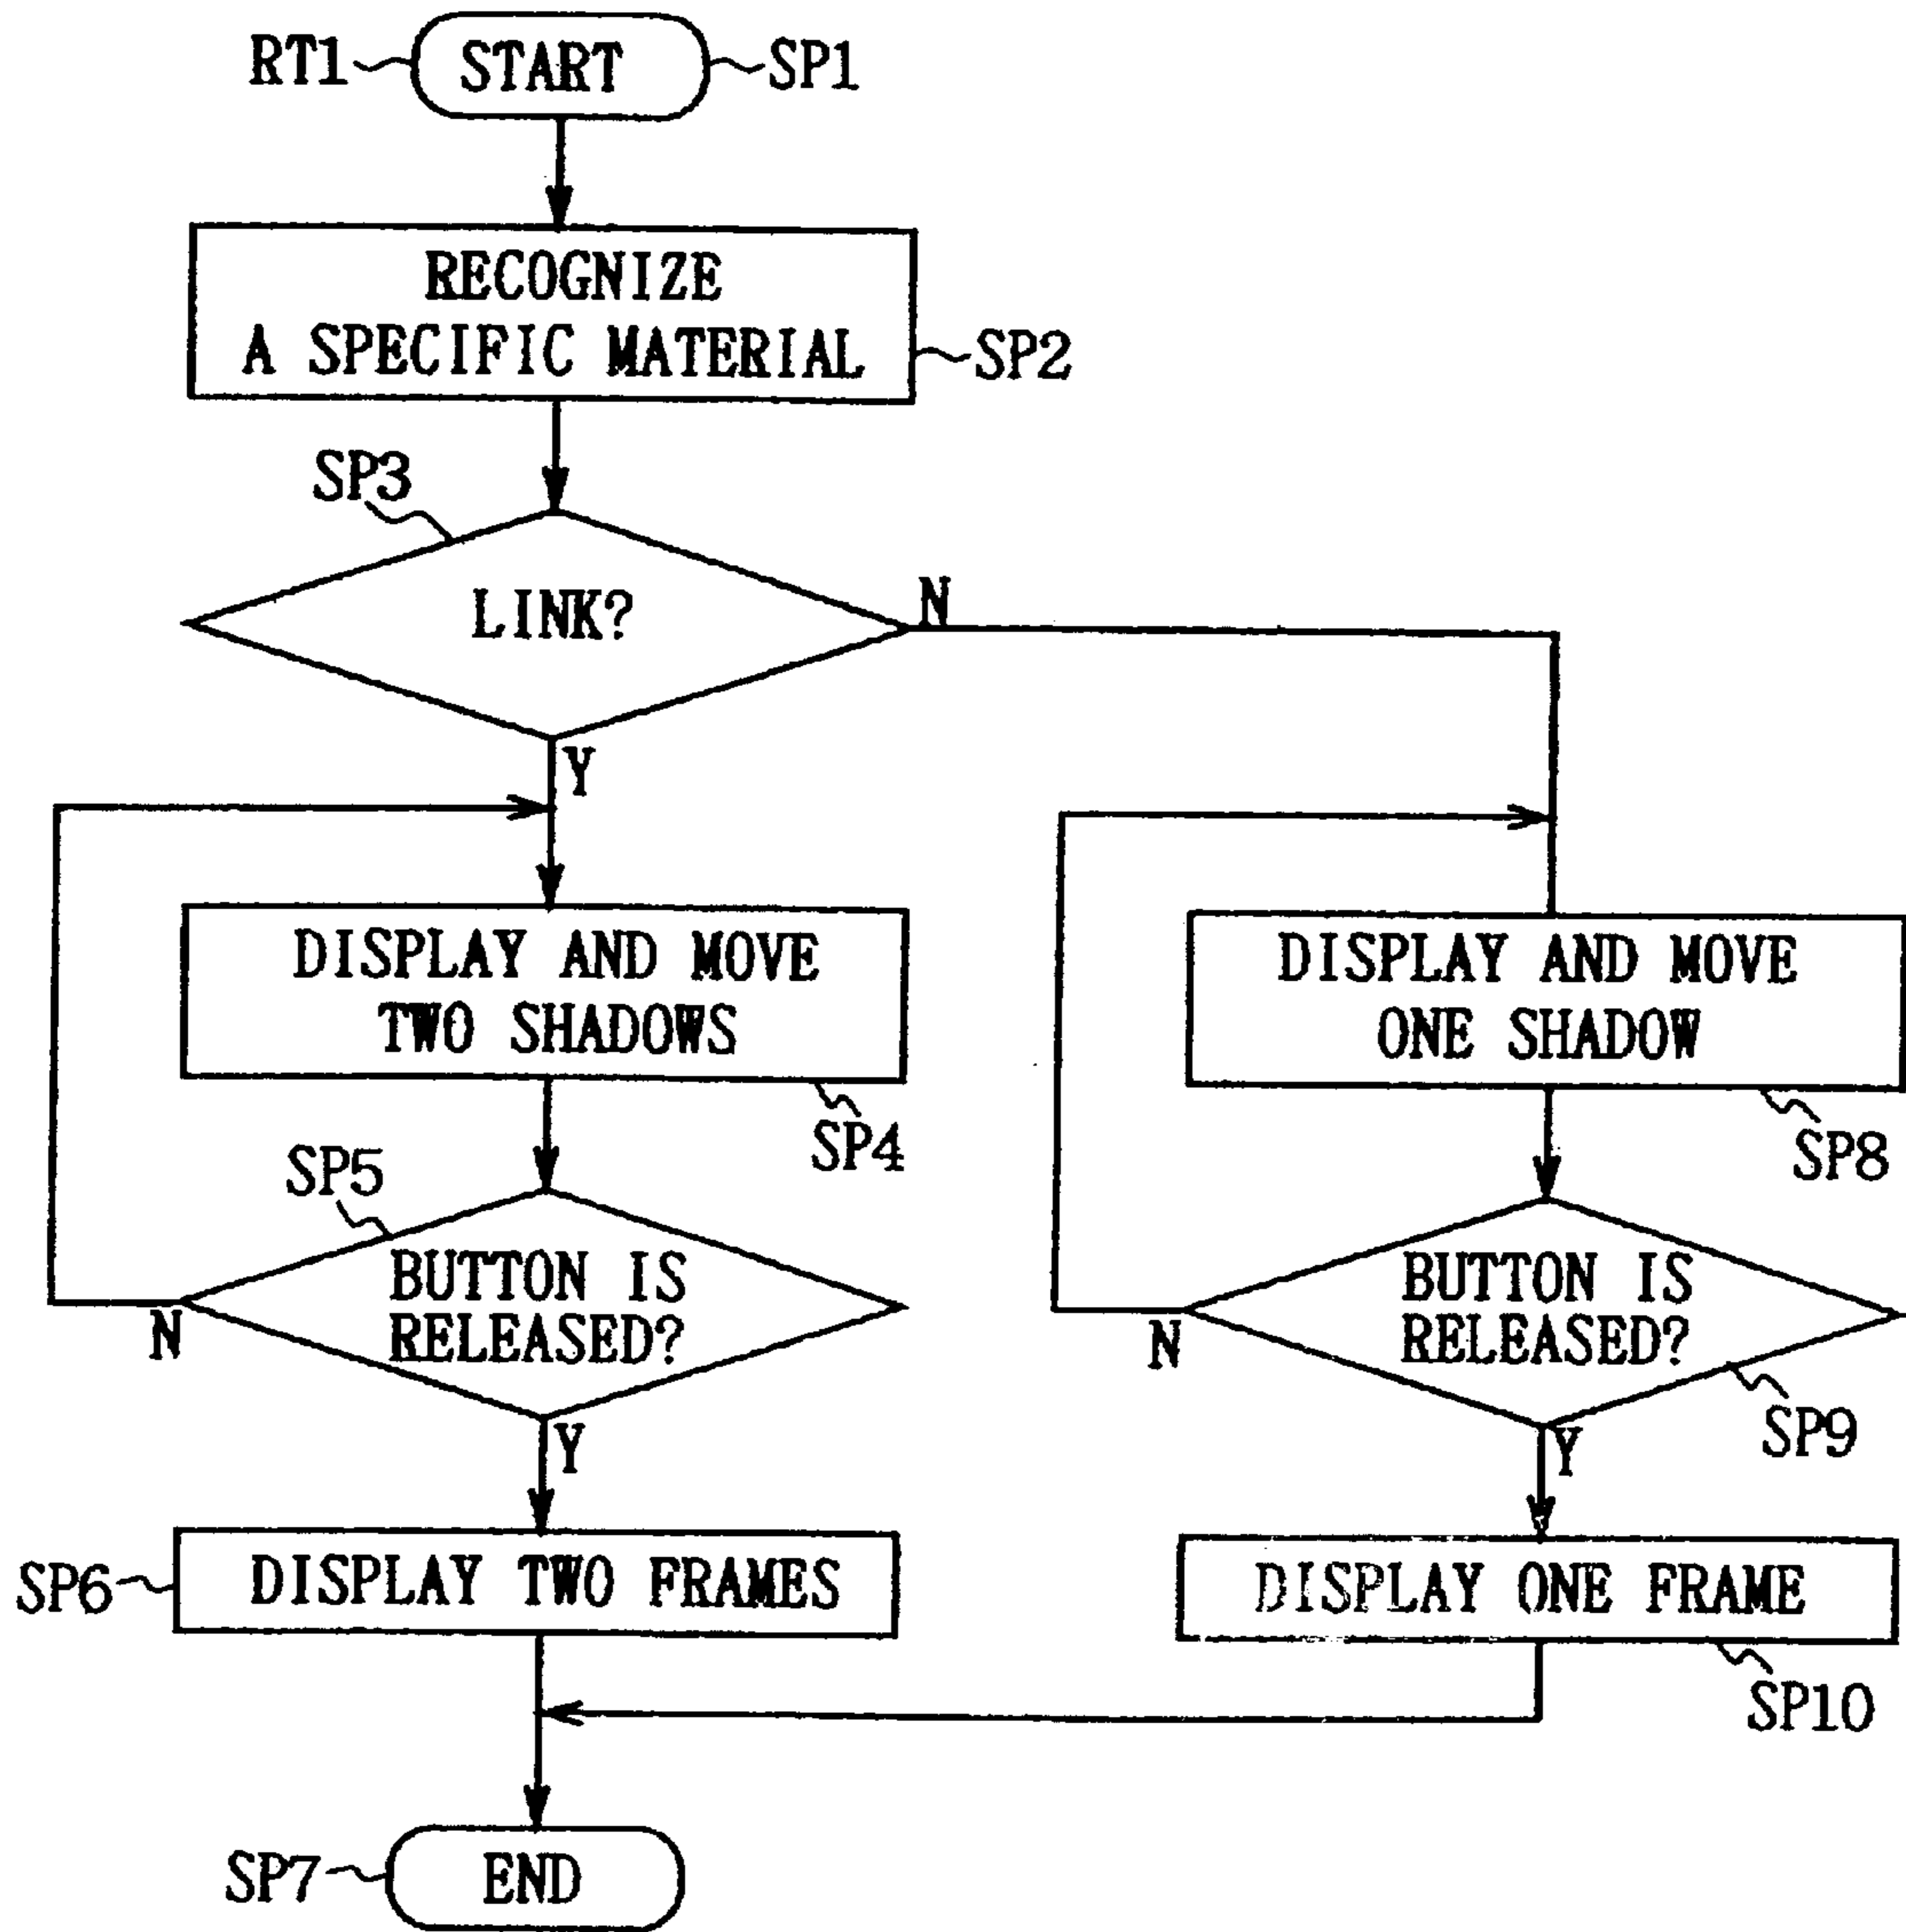 RT1
START
SP1
RECOGNIZE
A SPECIFIC MATERIAL
SP2
SP3
LINK?
N
Y
DISPLAY AND MOVE
TWO SHADOWS
SP4
DISPLAY AND MOVE
ONE SHADOW
SP8
SP5
BUTTON IS
RELEASED?
N
Y
BUTTON IS
RELEASED?
N
SP9
Y
SP6
DISPLAY TWO FRAMES
DISPLAY ONE FRAME
SP10
SP7
END